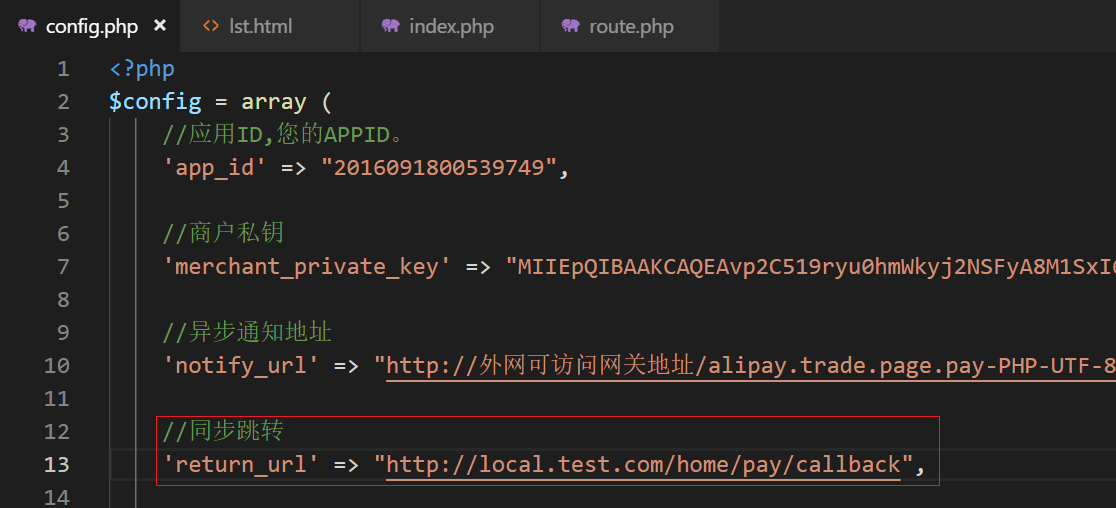 config.php × <> lst.html index.php route.php
1 <?php
2 $config = array (
3 //应用ID,您的APPID。
4 'app_id' => "2016091800539749",
5
6 //商户私钥
7 'merchant_private_key' => "MIIEpQIBAAKCAQEAvp2C519ryu0hmWkyj2NSFyA8M1SxI6
8
9 //异步通知地址
10 'notify_url' => "http://外网可访问网关地址/alipay.trade.page.pay-PHP-UTF-8
11
12 //同步跳转
13 'return_url' => "http://local.test.com/home/pay/callback",
14